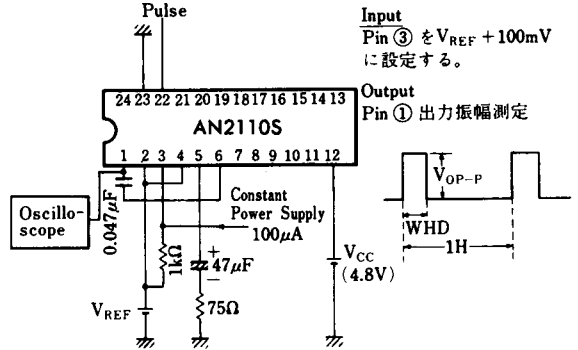 Pulse
24 23 22 21 20 19 18 17 16 15 14 13
AN2110S
1 2 3 4 5 6 7 8 9 10 11 12
Oscillo-
scope
0.047μF
Constant
Power Supply
100μA
1kΩ
+
47μF
−
75Ω
VREF
VCC
(4.8V)
Input
Pin ③ をVREF+100mV
に設定する。
Output
Pin ① 出力振幅測定
VOP-P
WHD
1H